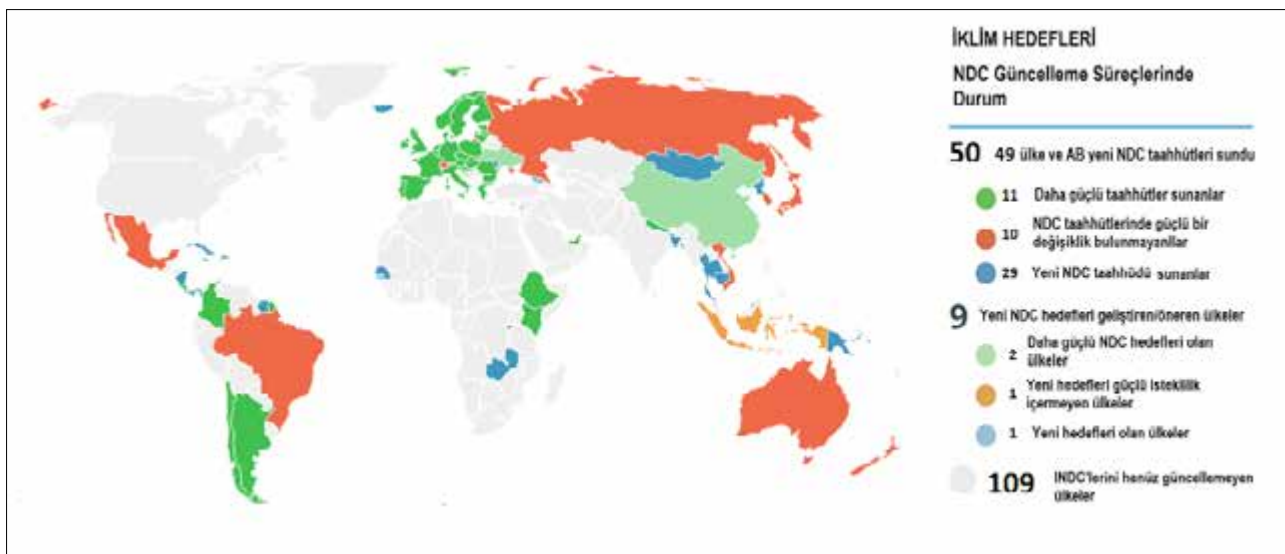 İKLİM HEDEFLERİ
NDC Güncelleme Süreçlerinde
Durum
50 49 ülke ve AB yeni NDC taahhütleri sundu
11 Daha güçlü taahhütler sunanlar
10 NDC taahhütlerinde güçlü bir
değişiklik bulunmayanllar
29 Yeni NDC taahhüdü sunanlar
9 Yeni NDC hedefleri geliştiren/öneren ülkeler
2 Daha güçlü NDC hedefleri olan
ülkeler
1 Yeni hedefleri güçlü isteklilik
içermeyen ülkeler
1 Yeni hedefleri olan ülkeler
109 INDC'lerini henüz güncellemeyen
ülkeler